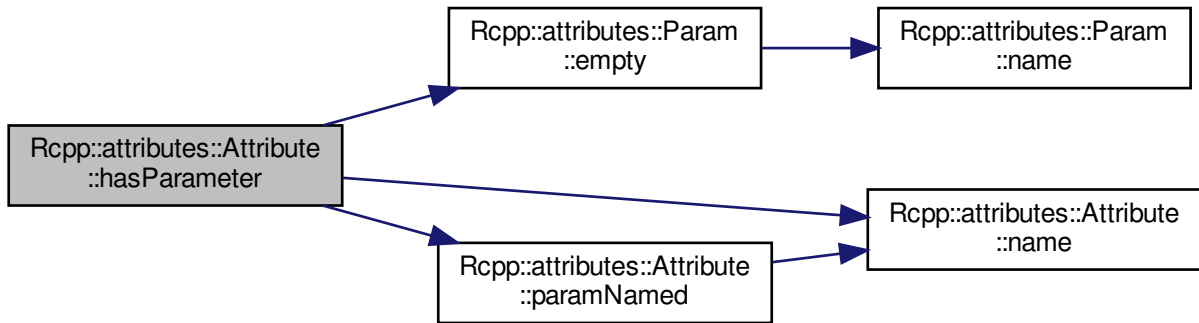 Rcpp::attributes::Attribute
::hasParameter
Rcpp::attributes::Param
::empty
Rcpp::attributes::Param
::name
Rcpp::attributes::Attribute
::name
Rcpp::attributes::Attribute
::paramNamed